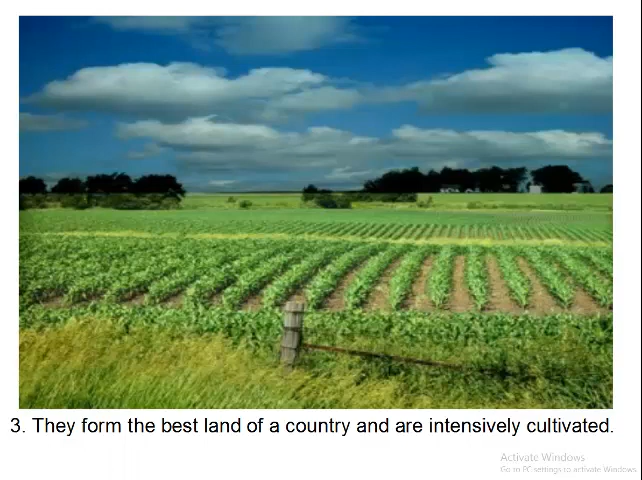 3. They form the best land of a country and are intensively cultivated.
Activate Windows
Go to PC settings to activate Windows.